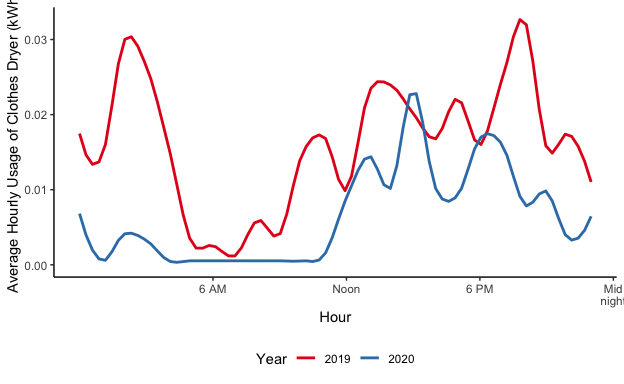 Average Hourly Usage of Clothes Dryer (kWh
0.03
0.02
0.01
0.00
6 AM
Noon
6 PM
Mid
night
Hour
Year
2019
2020